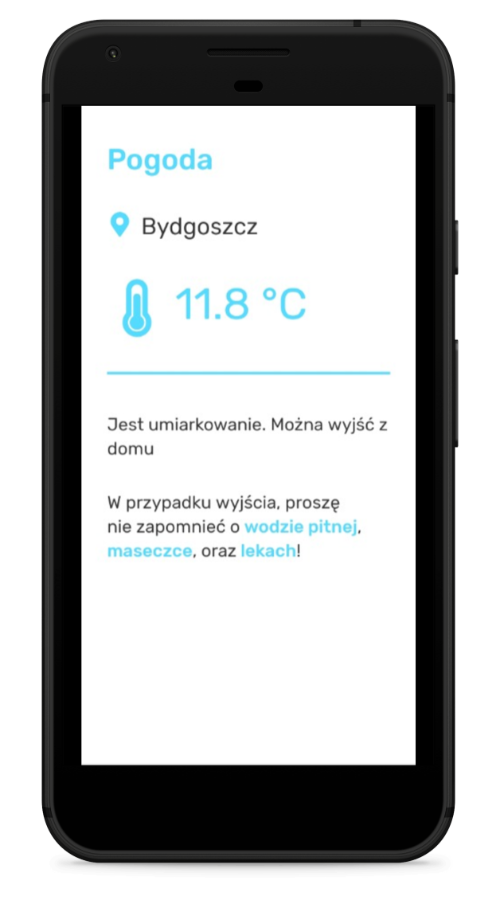 Pogoda
Bydgoszcz
11.8 °C
Jest umiarkowanie. Można wyjść z
domu
W przypadku wyjścia, proszę
nie zapomnieć o wodzie pitnej,
maseczce, oraz lekach!